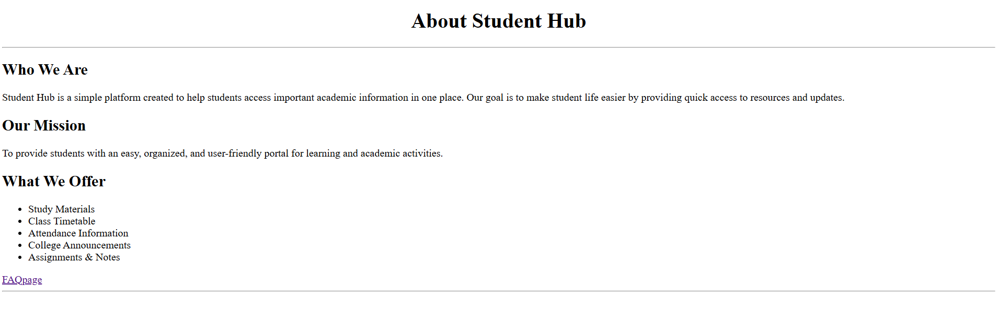 About Student Hub
Who We Are
Student Hub is a simple platform created to help students access important academic information in one place. Our goal is to make student life easier by providing quick access to resources and updates.
Our Mission
To provide students with an easy, organized, and user-friendly portal for learning and academic activities.
What We Offer
Study Materials
Class Timetable
Attendance Information
College Announcements
Assignments & Notes
FAQpage